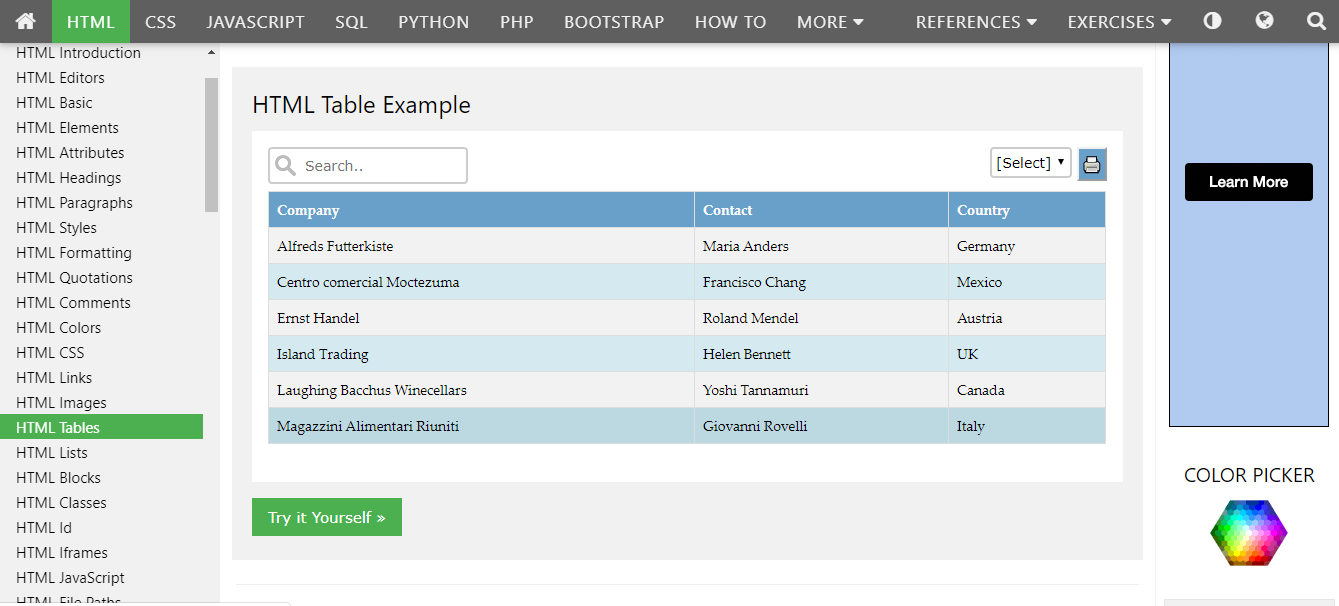 HTML CSS JAVASCRIPT SQL PYTHON PHP BOOTSTRAP HOW TO MORE REFERENCES EXERCISES
HTML Introduction
HTML Editors
HTML Basic
HTML Elements
HTML Attributes
HTML Headings
HTML Paragraphs
HTML Styles
HTML Formatting
HTML Quotations
HTML Comments
HTML Colors
HTML CSS
HTML Links
HTML Images
HTML Tables
HTML Lists
HTML Blocks
HTML Classes
HTML Id
HTML Iframes
HTML JavaScript
HTML File Paths
HTML Table Example
Search.. [Select]
Company Contact Country
Alfreds Futterkiste Maria Anders Germany
Centro comercial Moctezuma Francisco Chang Mexico
Ernst Handel Roland Mendel Austria
Island Trading Helen Bennett UK
Laughing Bacchus Winecellars Yoshi Tannamuri Canada
Magazzini Alimentari Riuniti Giovanni Rovelli Italy
Try it Yourself »
Learn More
COLOR PICKER